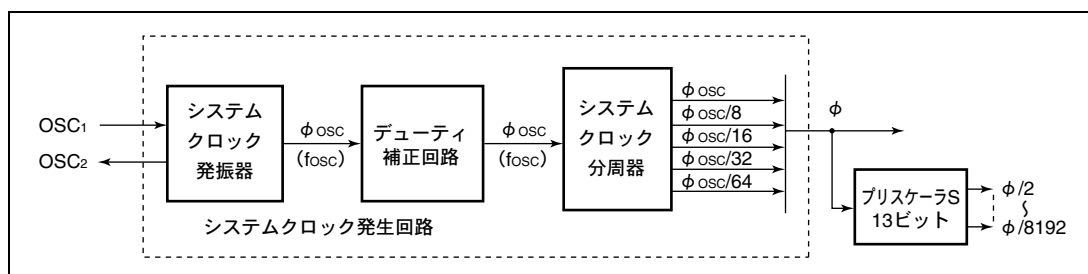 OSC1
OSC2
システム
クロック
発振器
φOSC
(fOSC)
デューティ
補正回路
φOSC
(fOSC)
システム
クロック
分周器
φOSC
φOSC/8
φOSC/16
φOSC/32
φOSC/64
φ
プリスケーラS
13ビット
φ/2
〜
φ/8192
システムクロック発生回路